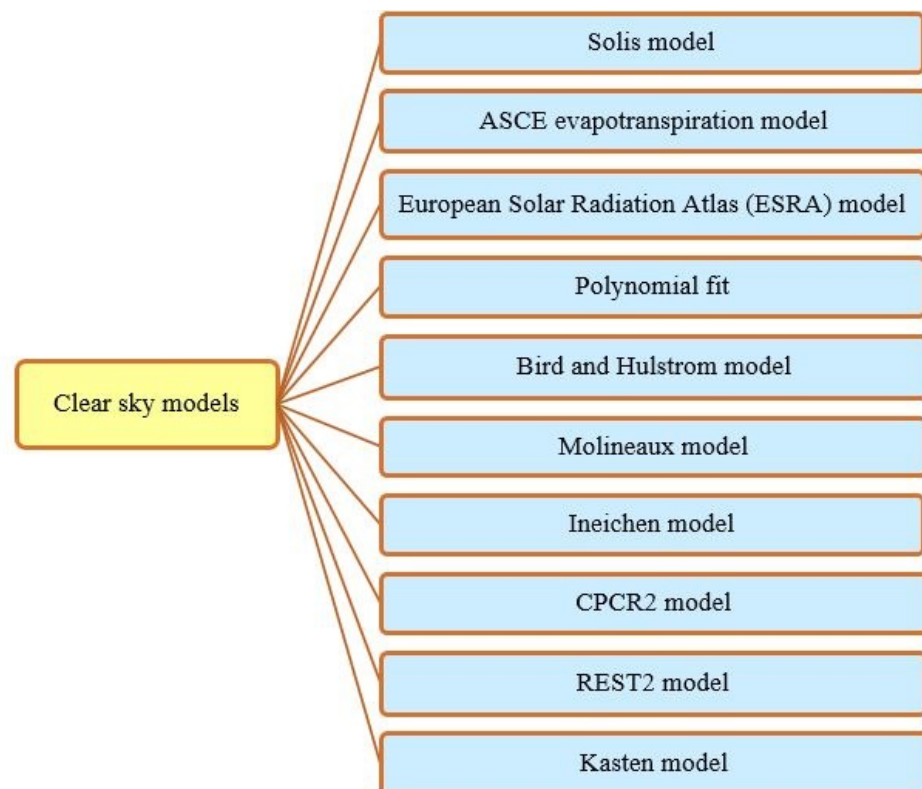 Solis model
ASCE evapotranspiration model
European Solar Radiation Atlas (ESRA) model
Polynomial fit
Bird and Hulstrom model
Clear sky models
Molineaux model
Ineichen model
CPCR2 model
REST2 model
Kasten model